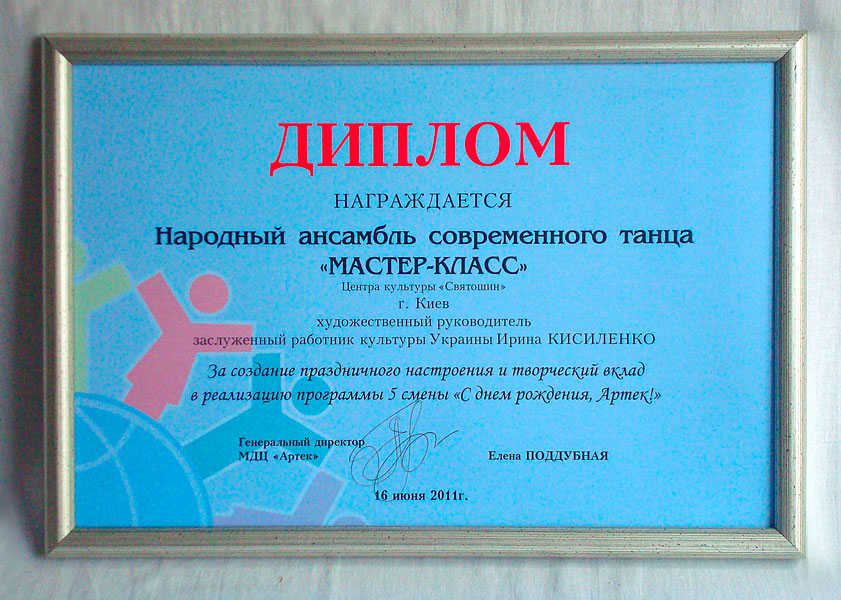 ДИПЛОМ
НАГРАЖДАЕТСЯ
Народный ансамбль современного танца
«МАСТЕР-КЛАСС»
Центра культуры «Святошин»
г. Киев
художественный руководитель
заслуженный работник культуры Украины Ирина КИСИЛЕНКО
За создание праздничного настроения и творческий вклад
в реализацию программы 5 смены «С днем рождения, Артек!»
Генеральный директор
МДЦ «Артек»
Елена ПОДДУБНАЯ
16 июня 2011г.